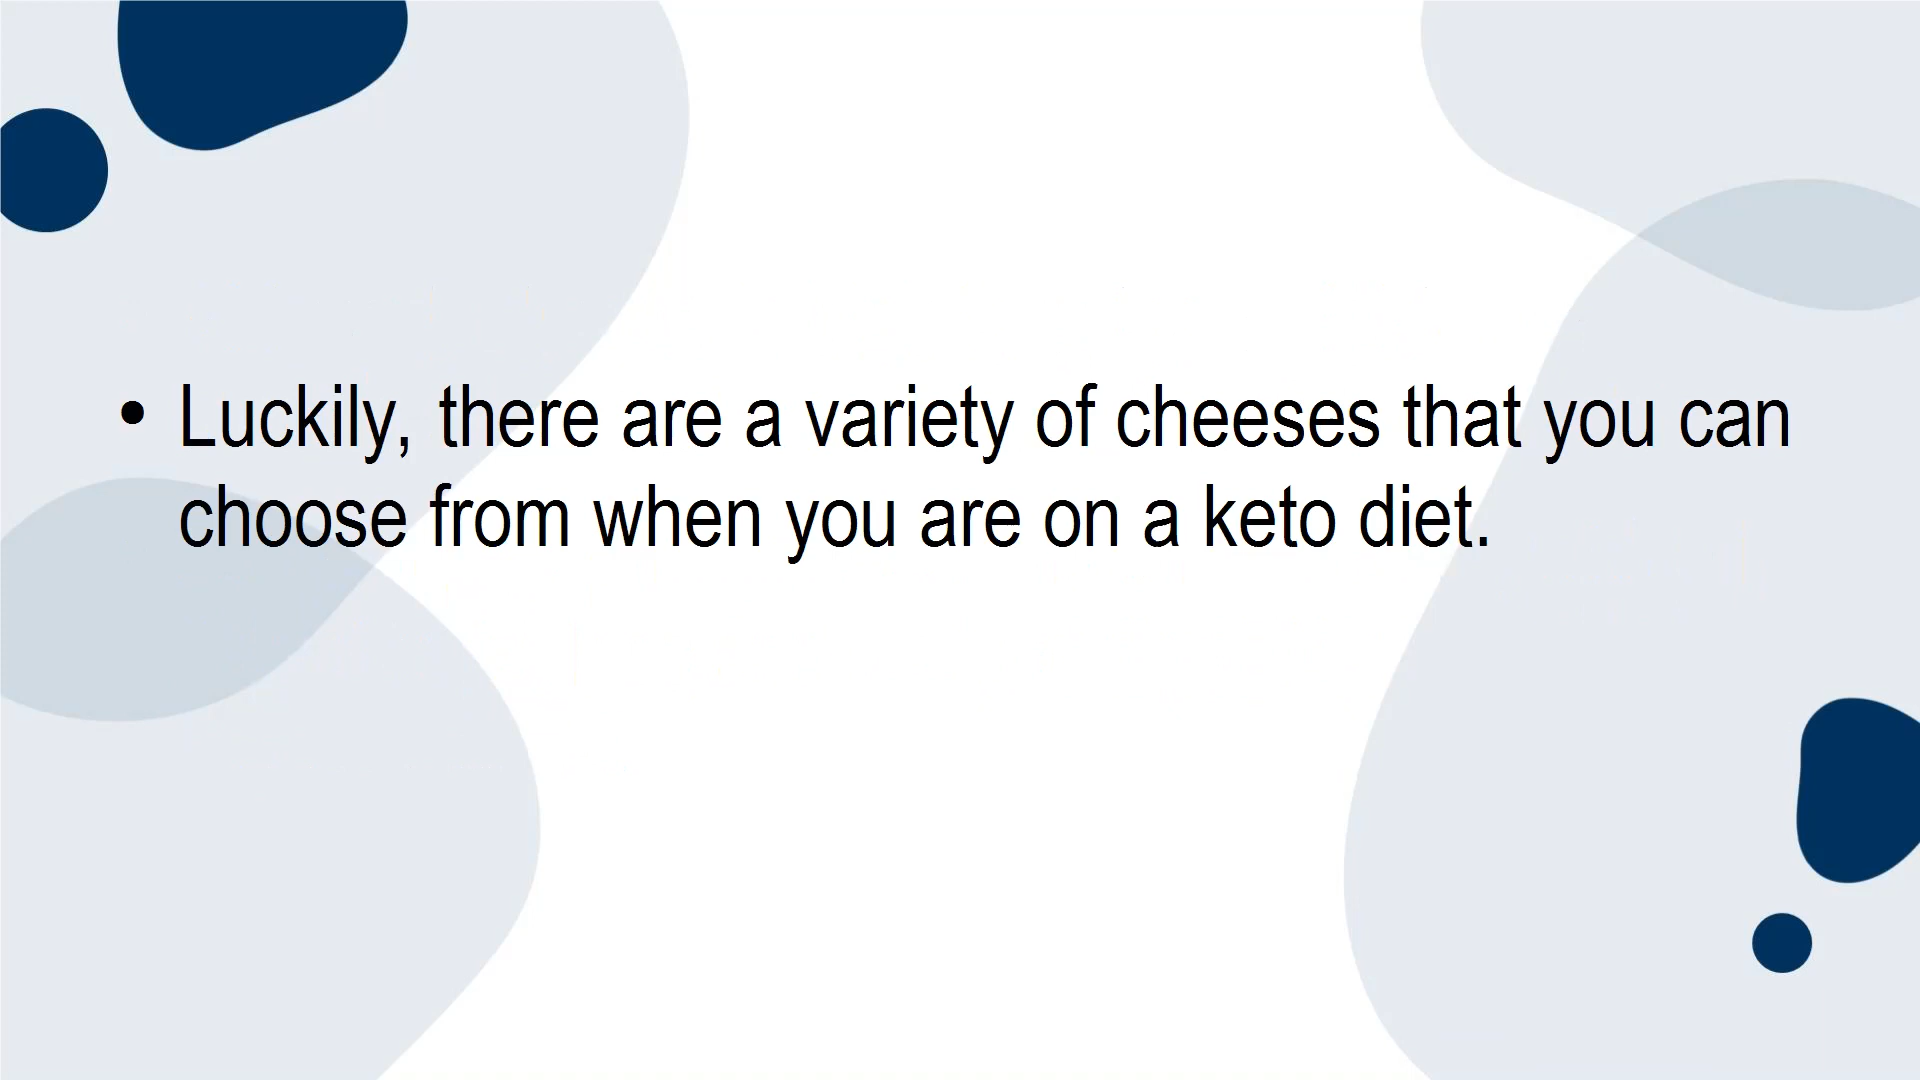 • Luckily, there are a variety of cheeses that you can
choose from when you are on a keto diet.